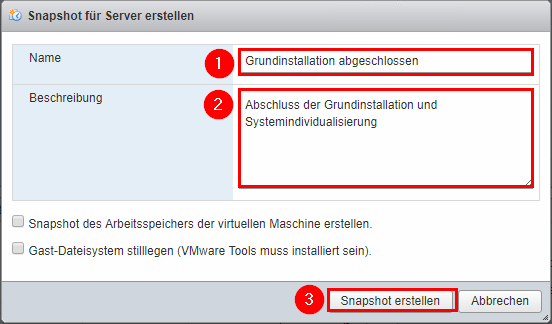 Snapshot für Server erstellen
Name
1
Grundinstallation abgeschlossen
Beschreibung
2
Abschluss der Grundinstallation und
Systemindividualisierung
Snapshot des Arbeitsspeichers der virtuellen Maschine erstellen.
Gast-Dateisystem stilllegen (VMware Tools muss installiert sein).
3
Snapshot erstellen
Abbrechen